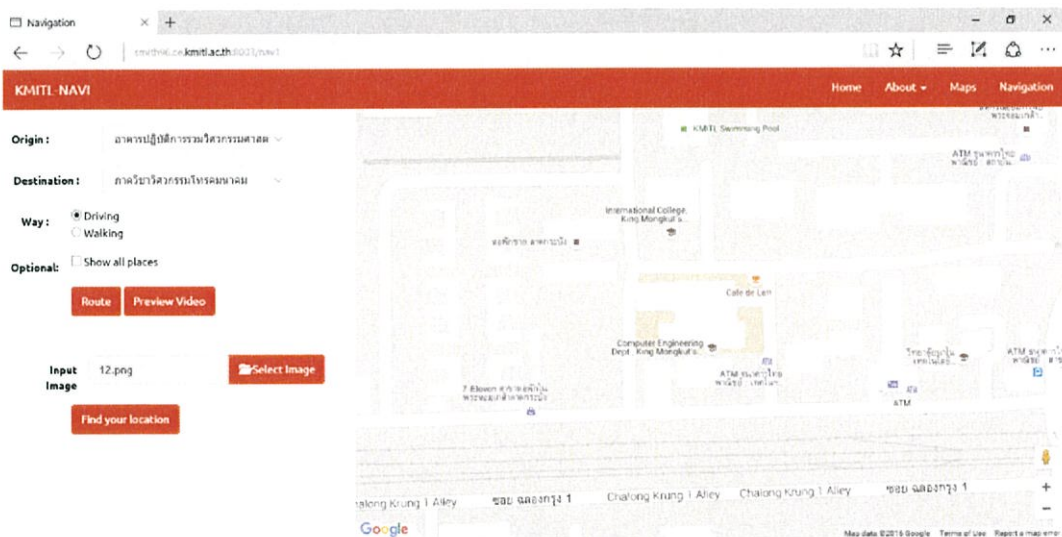 Navigation
KMITL-NAVI
Home About Maps Navigation
Origin :
อาคารปฏิบัติการรวมวิศวกรรมศาสต
Destination :
ภาควิชาวิศวกรรมโทรคมนาคม
Way :
Driving
Walking
Optional:
Show all places
Route
Preview Video
Input Image
12.png
Select Image
Find your location
KMITL Swimming Pool
International College,
King Mongkut's...
Cafe de Lam
Computer Engineering
Dept., King Mongkut's...
7-Eleven
ATM
ATM
ATM
ATM
Chalong Krung 1 Alley
ซอย ฉลองกรุง 1
Chalong Krung 1 Alley
Chalong Krung 1 Alley
ซอย ฉลองกรุง 1
Google
Map data ©2016 Google Terms of Use Report a map error